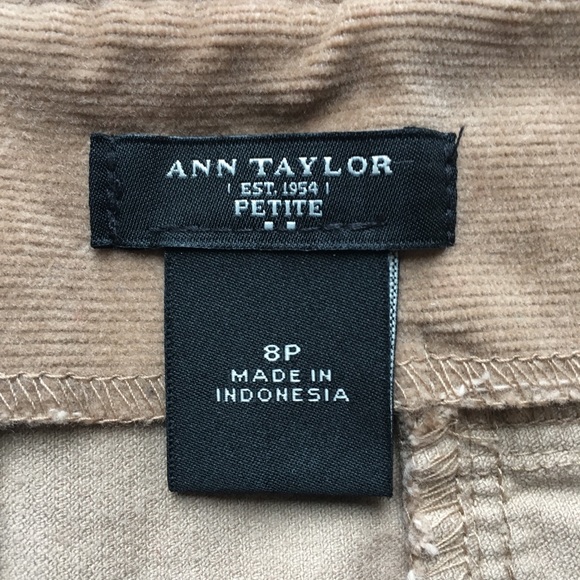 ANN TAYLOR
EST. 1954
PETITE
8P
MADE IN
INDONESIA